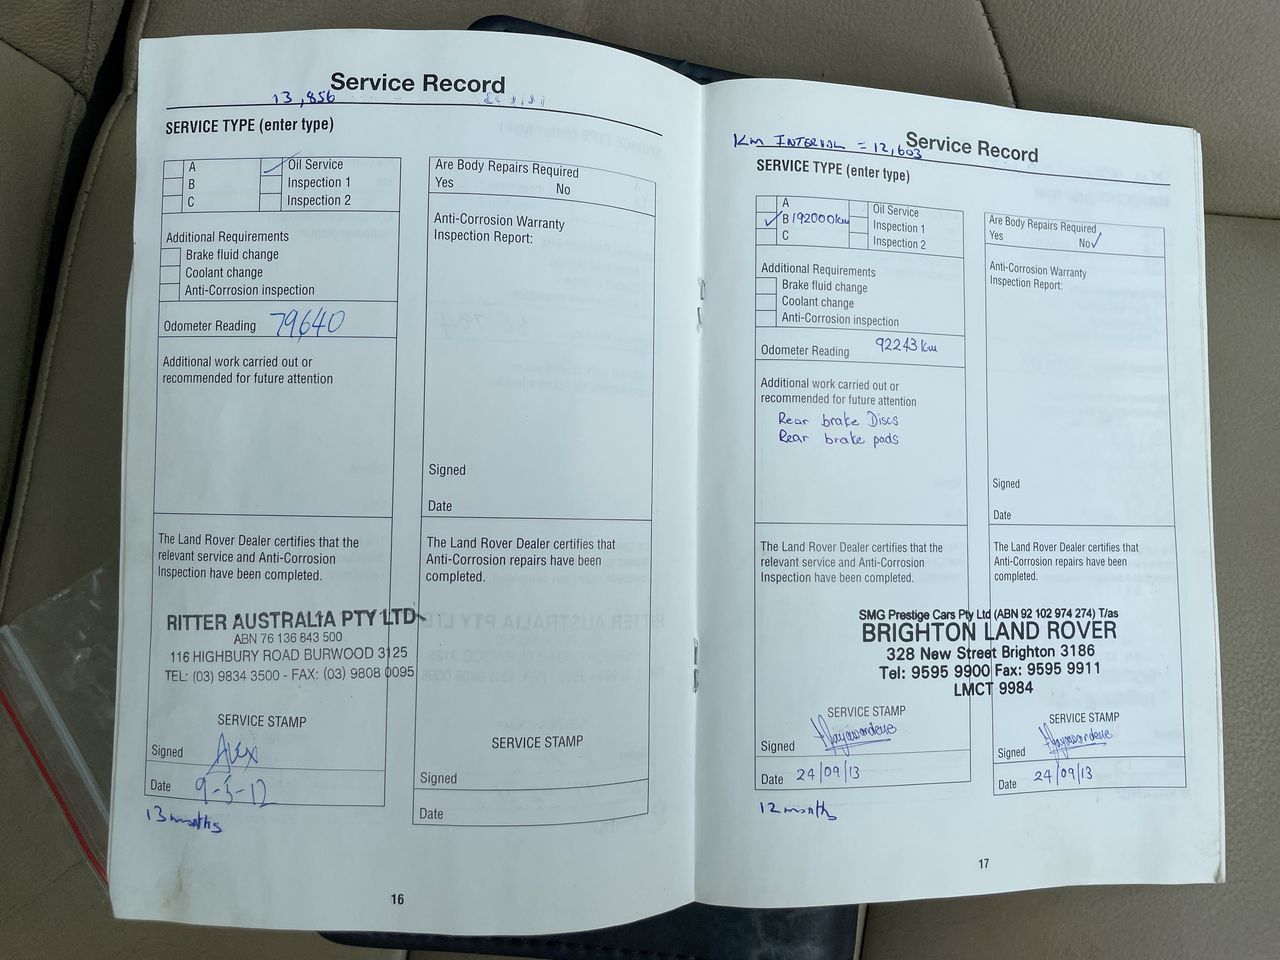 Service Record
13,856
SERVICE TYPE (enter type)
A
Oil Service
B
Inspection 1
C
Inspection 2
Additional Requirements
Brake fluid change
Coolant change
Anti-Corrosion inspection
Odometer Reading 79640
Additional work carried out or
recommended for future attention
The Land Rover Dealer certifies that the
relevant service and Anti-Corrosion
Inspection have been completed.
RITTER AUSTRALIA PTY LTD
ABN 76 136 843 500
116 HIGHBURY ROAD BURWOOD 3125
TEL: (03) 9834 3500 - FAX: (03) 9808 0095
SERVICE STAMP
Signed Alex
Date 9-5-12
13 months
Are Body Repairs Required
Yes No
Anti-Corrosion Warranty
Inspection Report:
Signed
Date
The Land Rover Dealer certifies that
Anti-Corrosion repairs have been
completed.
SERVICE STAMP
Signed
Date
16
Service Record
Km INTERVAL = 12,603
SERVICE TYPE (enter type)
A
Oil Service
B 192000km
Inspection 1
C
Inspection 2
Additional Requirements
Brake fluid change
Coolant change
Anti-Corrosion inspection
Odometer Reading 92243 km
Additional work carried out or
recommended for future attention
Rear brake Discs
Rear brake pads
The Land Rover Dealer certifies that the
relevant service and Anti-Corrosion
Inspection have been completed.
SMG Prestige Cars Pty Ltd (ABN 92 102 974 274) T/as
BRIGHTON LAND ROVER
328 New Street Brighton 3186
Tel: 9595 9900 Fax: 9595 9911
LMCT 9984
SERVICE STAMP
Signed
Date 24/09/13
12 months
Are Body Repairs Required
Yes No
Anti-Corrosion Warranty
Inspection Report:
Signed
Date
The Land Rover Dealer certifies that
Anti-Corrosion repairs have been
completed.
SERVICE STAMP
Signed
Date 24/09/13
17